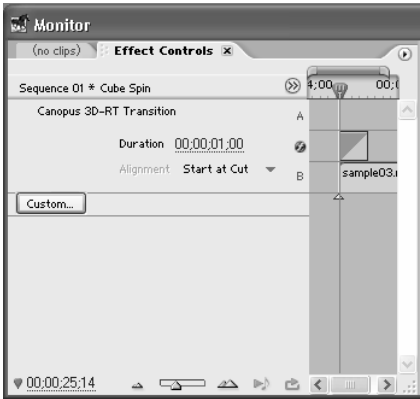 Monitor
(no clips) Effect Controls
Sequence 01 * Cube Spin 4;00 00;0
Canopus 3D-RT Transition A
Duration 00;00;01;00
Alignment Start at Cut B sample03.
Custom...
00;00;25;14